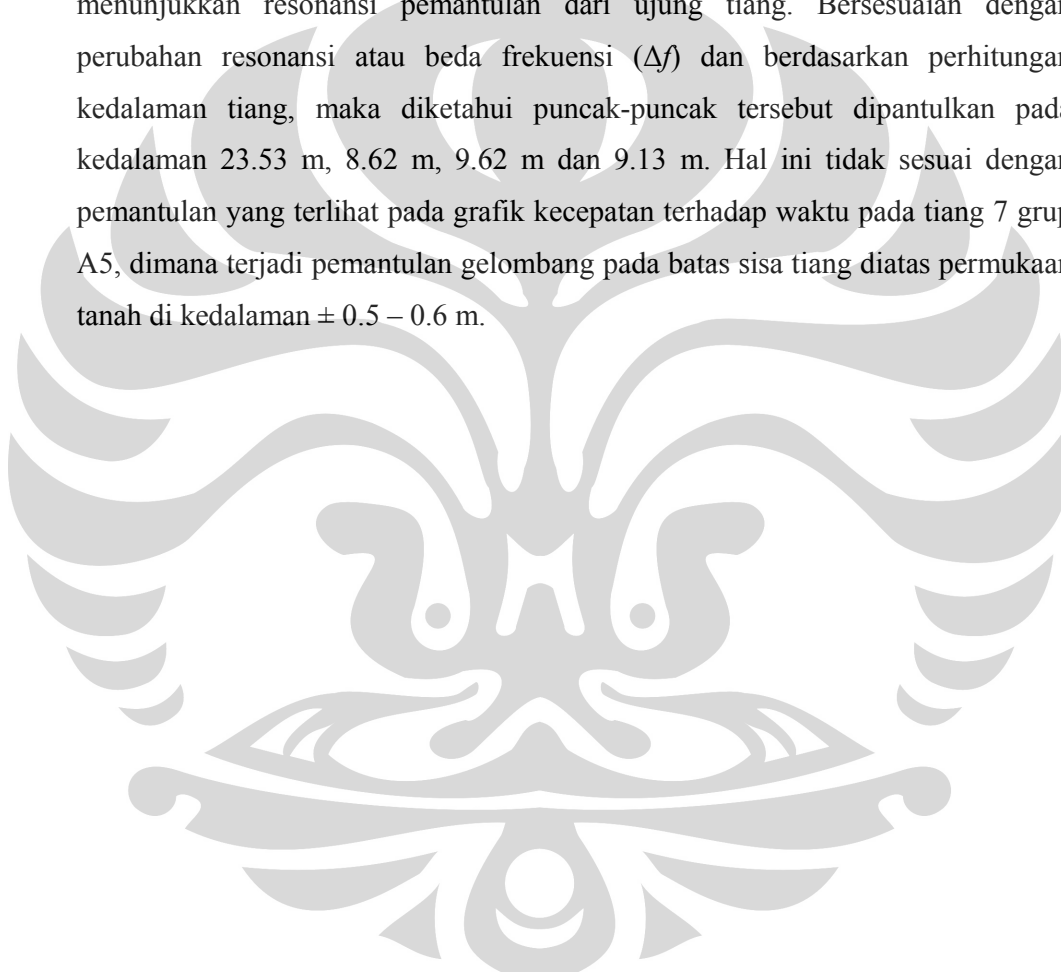 menunjukkan resonansi pemantulan dari ujung tiang. Bersesuaian dengan
perubahan resonansi atau beda frekuensi (Δf) dan berdasarkan perhitungan
kedalaman tiang, maka diketahui puncak-puncak tersebut dipantulkan pada
kedalaman 23.53 m, 8.62 m, 9.62 m dan 9.13 m. Hal ini tidak sesuai dengan
pemantulan yang terlihat pada grafik kecepatan terhadap waktu pada tiang 7 grup
A5, dimana terjadi pemantulan gelombang pada batas sisa tiang diatas permukaan
tanah di kedalaman ± 0.5 – 0.6 m.